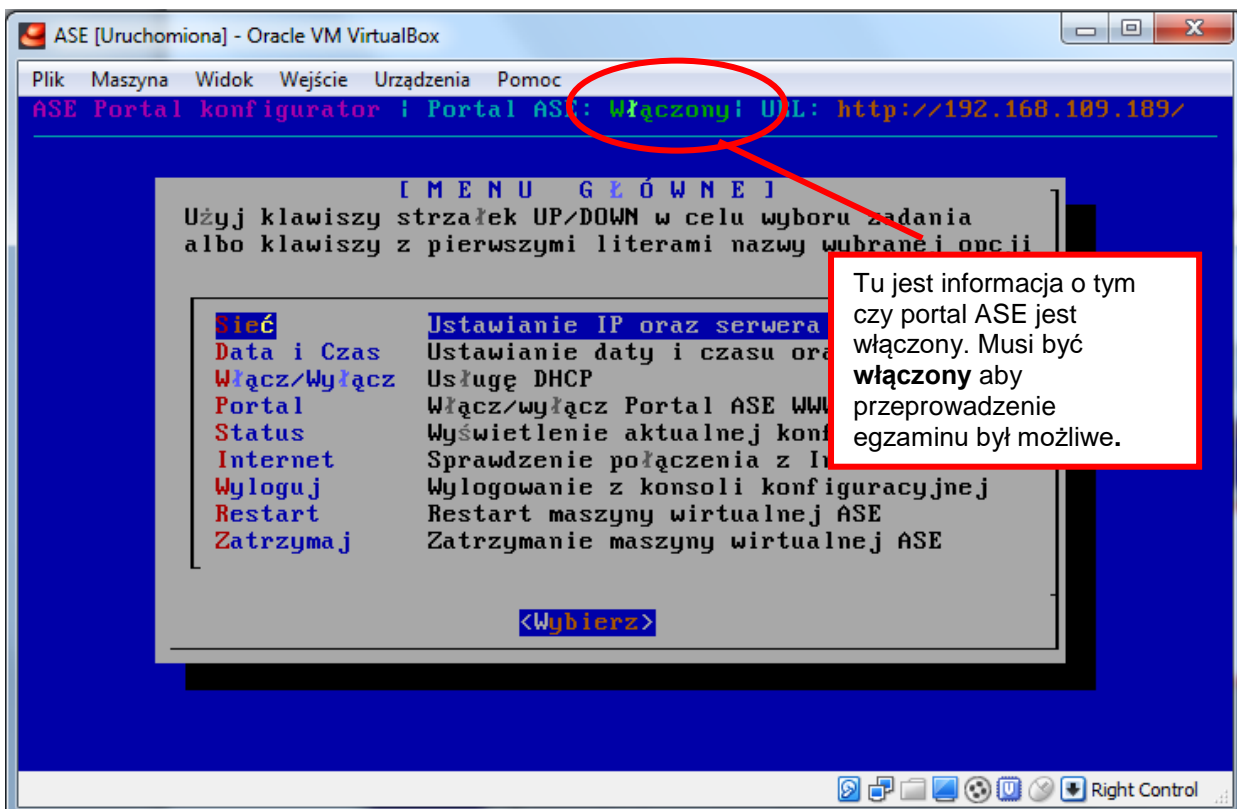 ASE [Uruchomiona] - Oracle VM VirtualBox
Plik Maszyna Widok Wejście Urządzenia Pomoc
ASE Portal konfigurator ¦ Portal ASE: Włączony¦ URL: http://192.168.109.189/
[ M E N U G Ł Ó W N E ]
Użyj klawiszy strzałek UP/DOWN w celu wyboru zadania
albo klawiszy z pierwszymi literami nazwy wybranej opcji
Sieć Ustawianie IP oraz serwera
Data i Czas Ustawianie daty i czasu
Włącz/Wyłącz Usługę DHCP
Portal Włącz/wyłącz Portal ASE
Status Wyświetlenie aktualnej
Internet Sprawdzenie połączenia z
Wyloguj Wylogowanie z konsoli konfiguracyjnej
Restart Restart maszyny wirtualnej ASE
Zatrzymaj Zatrzymanie maszyny wirtualnej ASE
<Wybierz>
Tu jest informacja o tym
czy portal ASE jest
włączony. Musi być
włączony aby
przeprowadzenie
egzaminu był możliwe.
Right Control